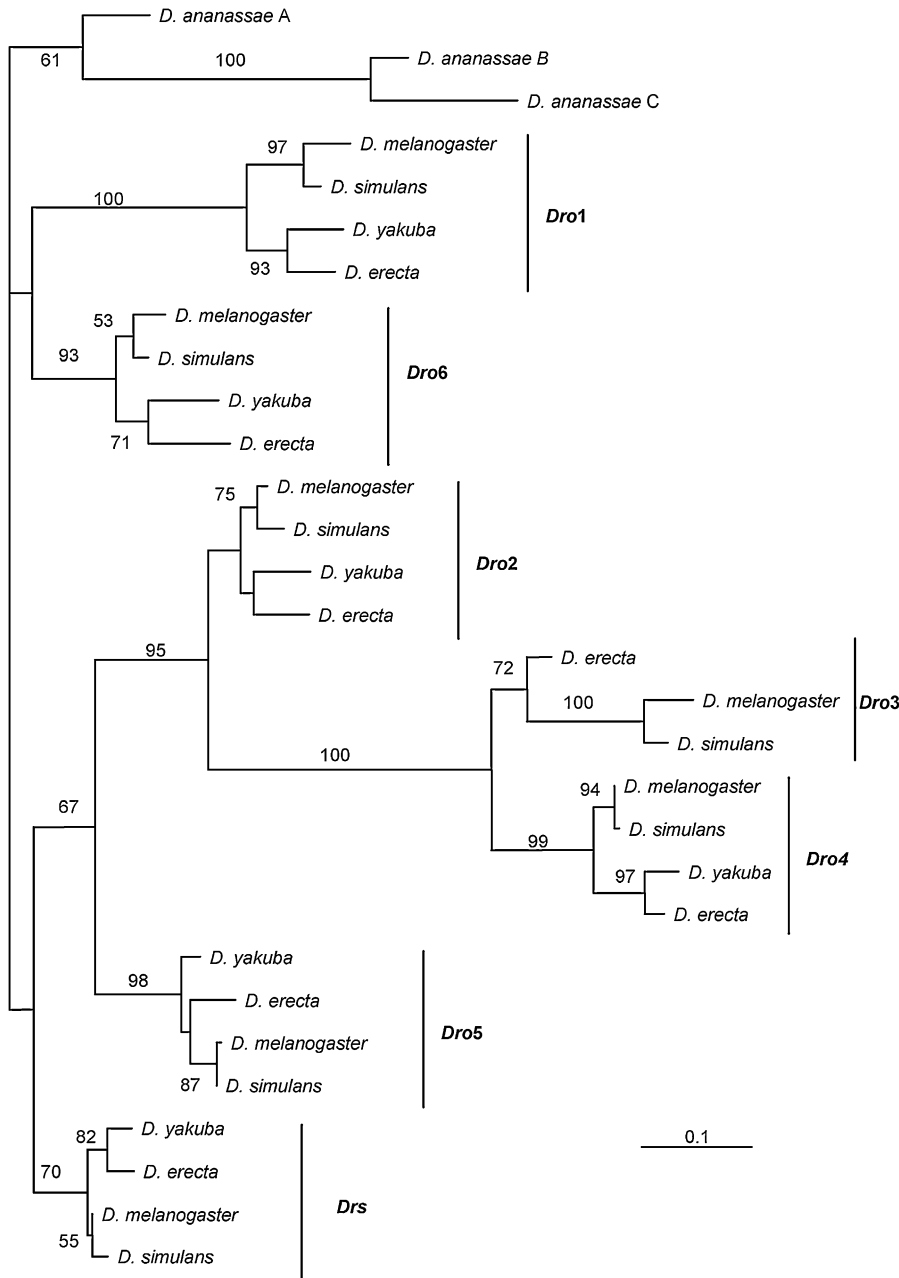 D. ananassae A
61
100
D. ananassae B
D. ananassae C
97
D. melanogaster
D. simulans
100
Dro1
D. yakuba
93
D. erecta
53
D. melanogaster
93
D. simulans
Dro6
D. yakuba
71
D. erecta
75
D. melanogaster
D. simulans
Dro2
D. yakuba
D. erecta
95
72
D. erecta
100
D. melanogaster
Dro3
D. simulans
100
94
D. melanogaster
67
D. simulans
99
Dro4
97
D. yakuba
D. erecta
D. yakuba
98
D. erecta
Dro5
D. melanogaster
87
D. simulans
82
D. yakuba
0.1
70
D. erecta
Drs
D. melanogaster
55
D. simulans